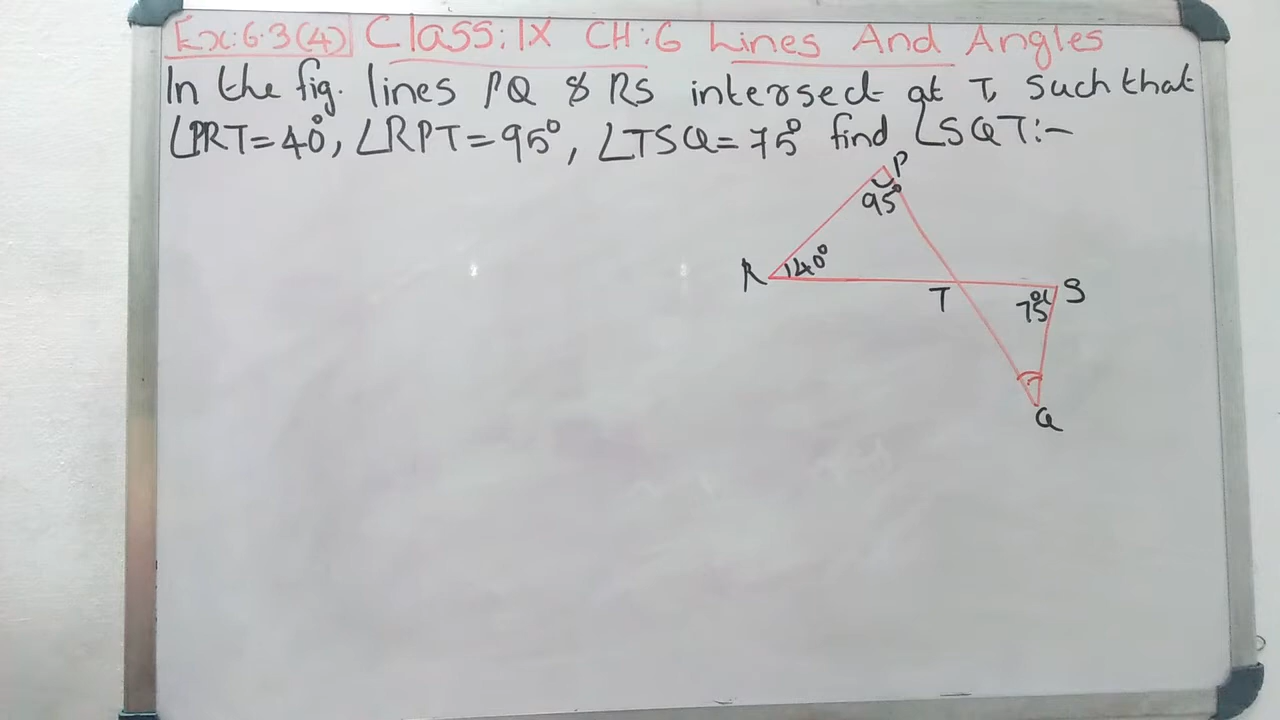 Ex:6.3(4) Class:IX CH:6 Lines And Angles
In the fig. lines PQ & RS intersect at T, such that
∠PRT=40°, ∠RPT=95°, ∠TSQ=75° find ∠SQT:-
P
95°
R 40°
T 75° S
Q